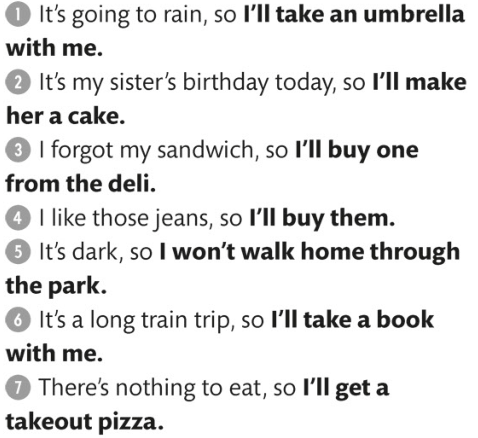 1 It's going to rain, so I'll take an umbrella
with me.
2 It's my sister's birthday today, so I'll make
her a cake.
3 I forgot my sandwich, so I'll buy one
from the deli.
4 I like those jeans, so I'll buy them.
5 It's dark, so I won't walk home through
the park.
6 It's a long train trip, so I'll take a book
with me.
7 There's nothing to eat, so I'll get a
takeout pizza.